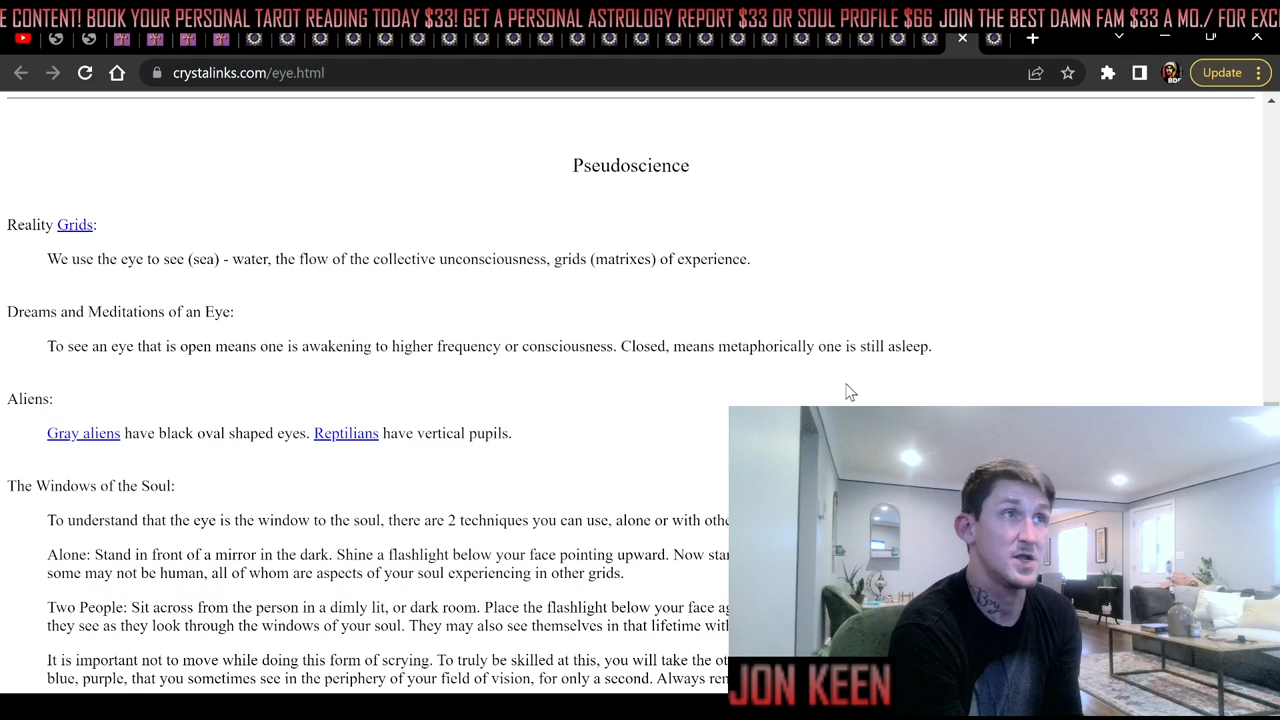 E CONTENT! BOOK YOUR PERSONAL TAROT READING TODAY $33! GET A PERSONAL ASTROLOGY REPORT $33 OR SOUL PROFILE $66 JOIN THE BEST DAMN FAM $33 A MO./ FOR EXC
crystalinks.com/eye.html
Update
Pseudoscience
Reality Grids:
We use the eye to see (sea) - water, the flow of the collective unconsciousness, grids (matrixes) of experience.
Dreams and Meditations of an Eye:
To see an eye that is open means one is awakening to higher frequency or consciousness. Closed, means metaphorically one is still asleep.
Aliens:
Gray aliens have black oval shaped eyes. Reptilians have vertical pupils.
The Windows of the Soul:
To understand that the eye is the window to the soul, there are 2 techniques you can use, alone or with othe
Alone: Stand in front of a mirror in the dark. Shine a flashlight below your face pointing upward. Now star
some may not be human, all of whom are aspects of your soul experiencing in other grids.
Two People: Sit across from the person in a dimly lit, or dark room. Place the flashlight below your face ag
they see as they look through the windows of your soul. They may also see themselves in that lifetime with
It is important not to move while doing this form of scrying. To truly be skilled at this, you will take the ot
blue, purple, that you sometimes see in the periphery of your field of vision, for only a second. Always ren
JON KEEN